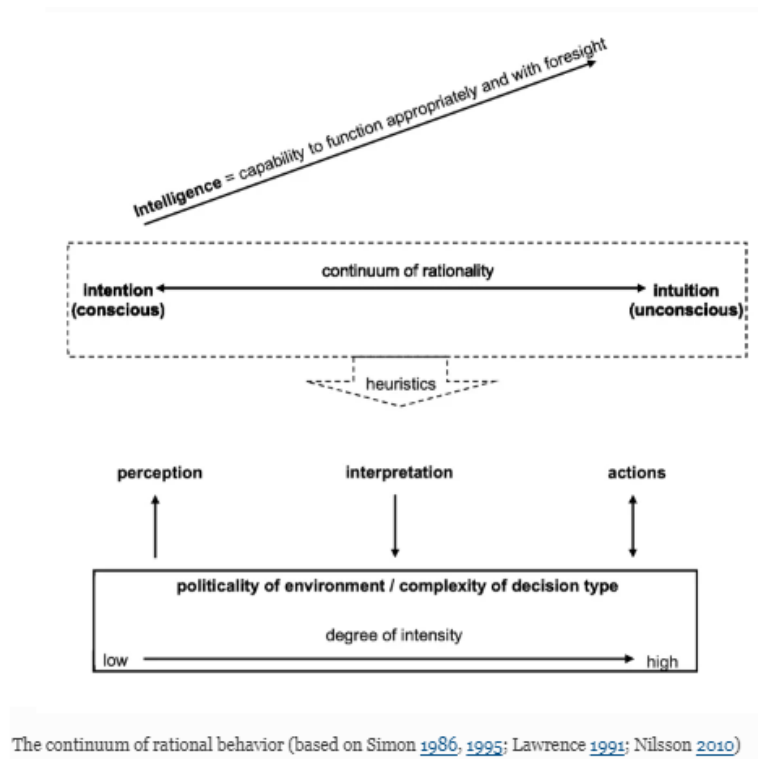 Intelligence = capability to function appropriately and with foresight
continuum of rationality
intention
(conscious)
intuition
(unconscious)
heuristics
perception
interpretation
actions
politicality of environment / complexity of decision type
degree of intensity
low
high
The continuum of rational behavior (based on Simon 1986, 1995; Lawrence 1991; Nilsson 2010)